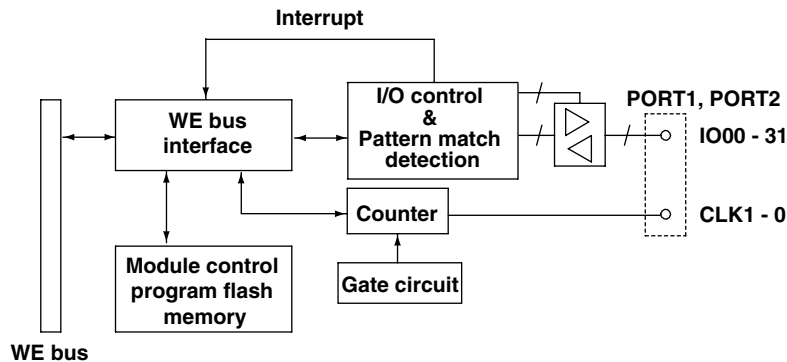 Interrupt
I/O control
&
Pattern match
detection
PORT1, PORT2
WE bus
interface
IO00 - 31
Counter
CLK1 - 0
Module control
program flash
memory
Gate circuit
WE bus